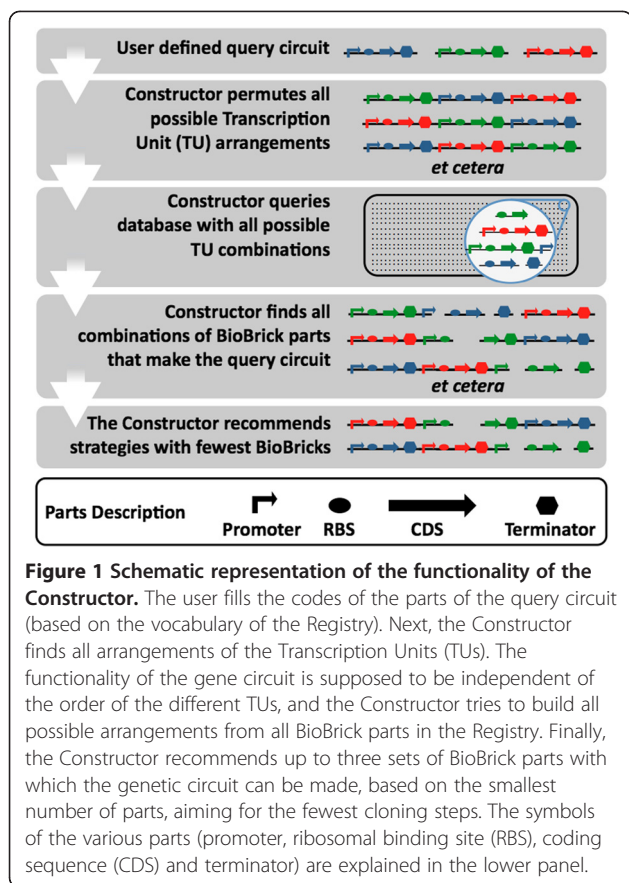 User defined query circuit
Constructor permutes all
possible Transcription
Unit (TU) arrangements
et cetera
Constructor queries
database with all possible
TU combinations
Constructor finds all
combinations of BioBrick parts
that make the query circuit
et cetera
The Constructor recommends
strategies with fewest BioBricks
Parts Description
Promoter RBS CDS Terminator
Figure 1 Schematic representation of the functionality of the
Constructor. The user fills the codes of the parts of the query circuit
(based on the vocabulary of the Registry). Next, the Constructor
finds all arrangements of the Transcription Units (TUs). The
functionality of the gene circuit is supposed to be independent of
the order of the different TUs, and the Constructor tries to build all
possible arrangements from all BioBrick parts in the Registry. Finally,
the Constructor recommends up to three sets of BioBrick parts with
which the genetic circuit can be made, based on the smallest
number of parts, aiming for the fewest cloning steps. The symbols
of the various parts (promoter, ribosomal binding site (RBS), coding
sequence (CDS) and terminator) are explained in the lower panel.